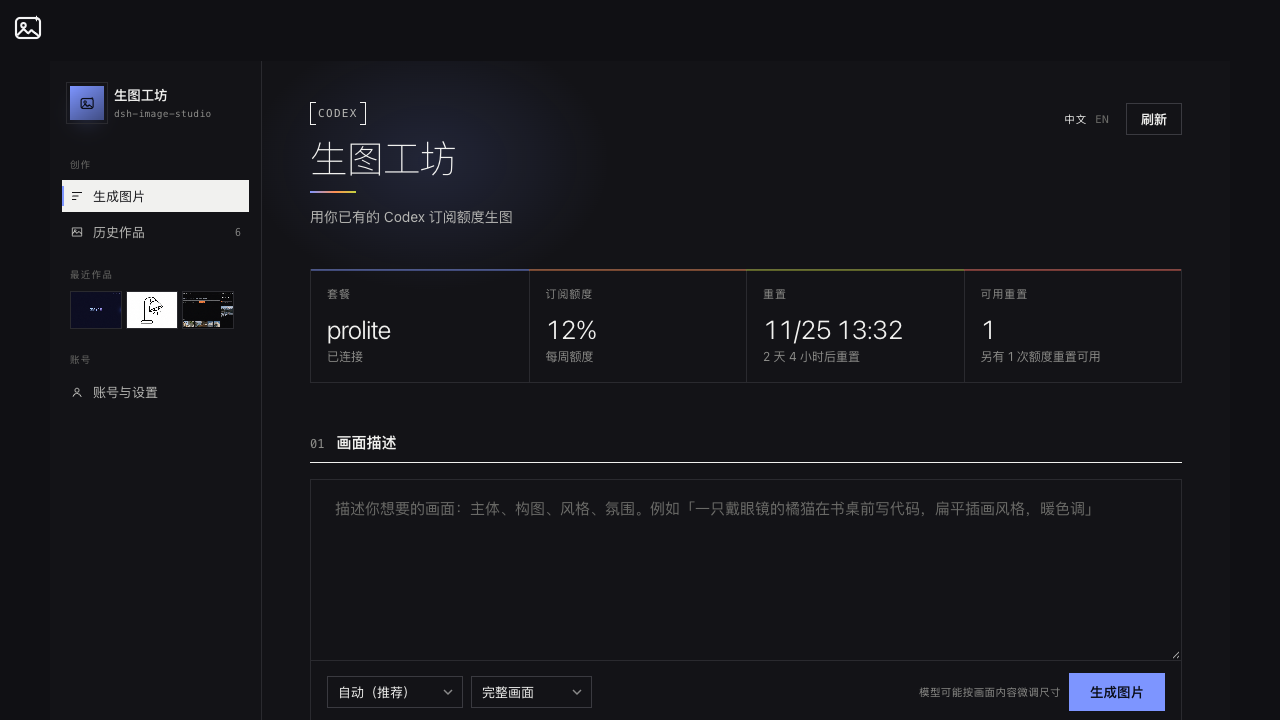 生图工坊
dsh-image-studio
创作
生成图片
历史作品 6
最近作品
账号
账号与设置
CODEX
生图工坊
用你已有的 Codex 订阅额度生图
中文 EN 刷新
套餐
prolite
已连接
订阅额度
12%
每周额度
重置
11/25 13:32
2 天 4 小时后重置
可用重置
1
另有 1 次额度重置可用
01 画面描述
描述你想要的画面：主体、构图、风格、氛围。例如「一只戴眼镜的橘猫在书桌前写代码，扁平插画风格，暖色调」
自动（推荐） 完整画面 模型可能按画面内容微调尺寸 生成图片